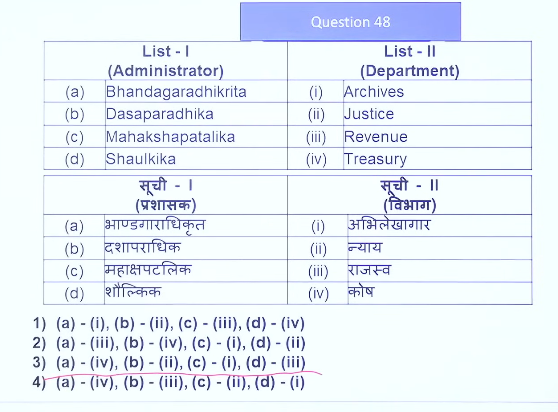 Question 48
List - I (Administrator) List - II (Department)
(a) Bhandagaradhikrita (i) Archives
(b) Dasaparadhika (ii) Justice
(c) Mahakshapatalika (iii) Revenue
(d) Shaulkika (iv) Treasury
सूची - I (प्रशासक) सूची - II (विभाग)
(a) भाण्डगाराधिकृत (i) अभिलेखागार
(b) दशापराधिक (ii) न्याय
(c) महाक्षपटलिक (iii) राजस्व
(d) शौल्किक (iv) कोष
1) (a) - (i), (b) - (ii), (c) - (iii), (d) - (iv)
2) (a) - (iii), (b) - (iv), (c) - (i), (d) - (ii)
3) (a) - (iv), (b) - (ii), (c) - (i), (d) - (iii)
4) (a) - (iv), (b) - (iii), (c) - (ii), (d) - (i)